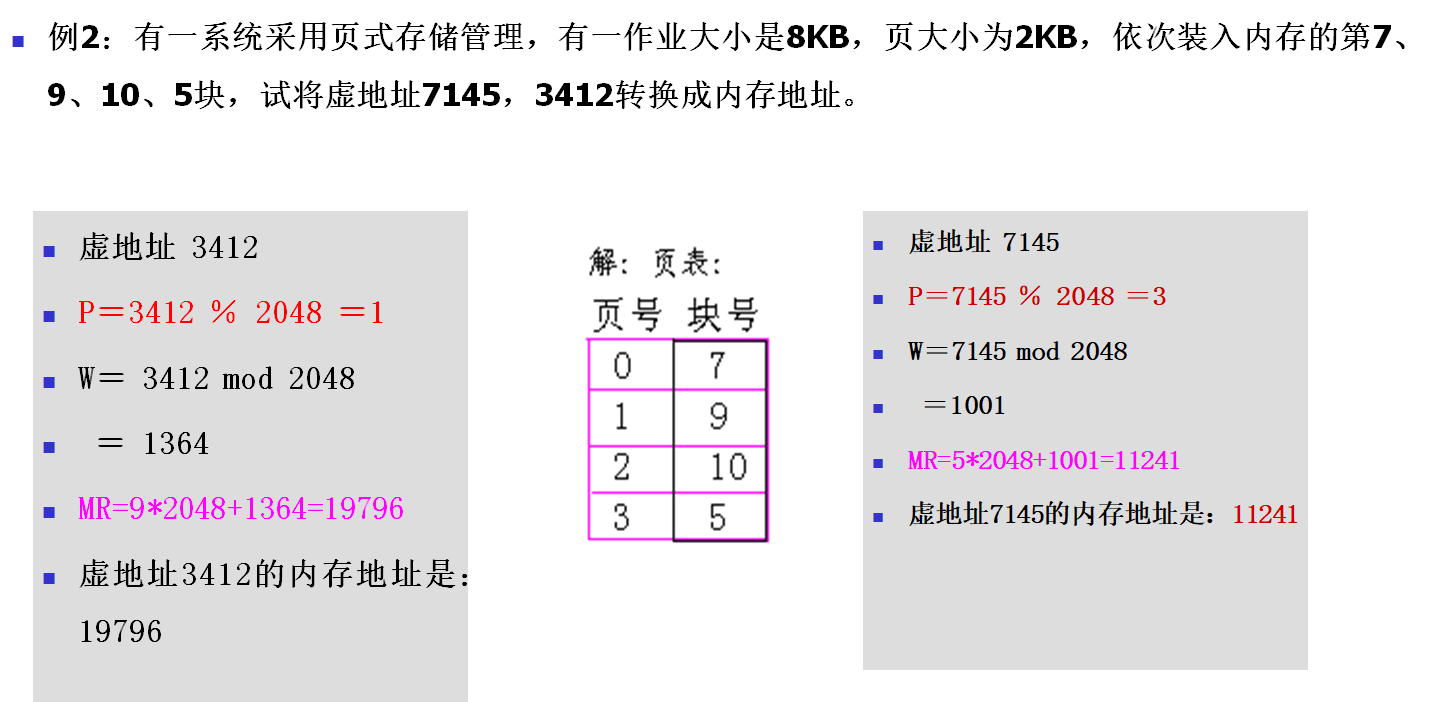 例2：有一系统采用页式存储管理，有一作业大小是8KB，页大小为2KB，依次装入内存的第7、
9、10、5块，试将虚地址7145，3412转换成内存地址。
虚地址 3412
P＝3412 ％ 2048 ＝1
W＝ 3412 mod 2048
＝ 1364
MR=9*2048+1364=19796
虚地址3412的内存地址是：
19796
解：页表：
页号 块号
0 7
1 9
2 10
3 5
虚地址 7145
P＝7145 ％ 2048 ＝3
W＝7145 mod 2048
＝1001
MR=5*2048+1001=11241
虚地址7145的内存地址是：11241